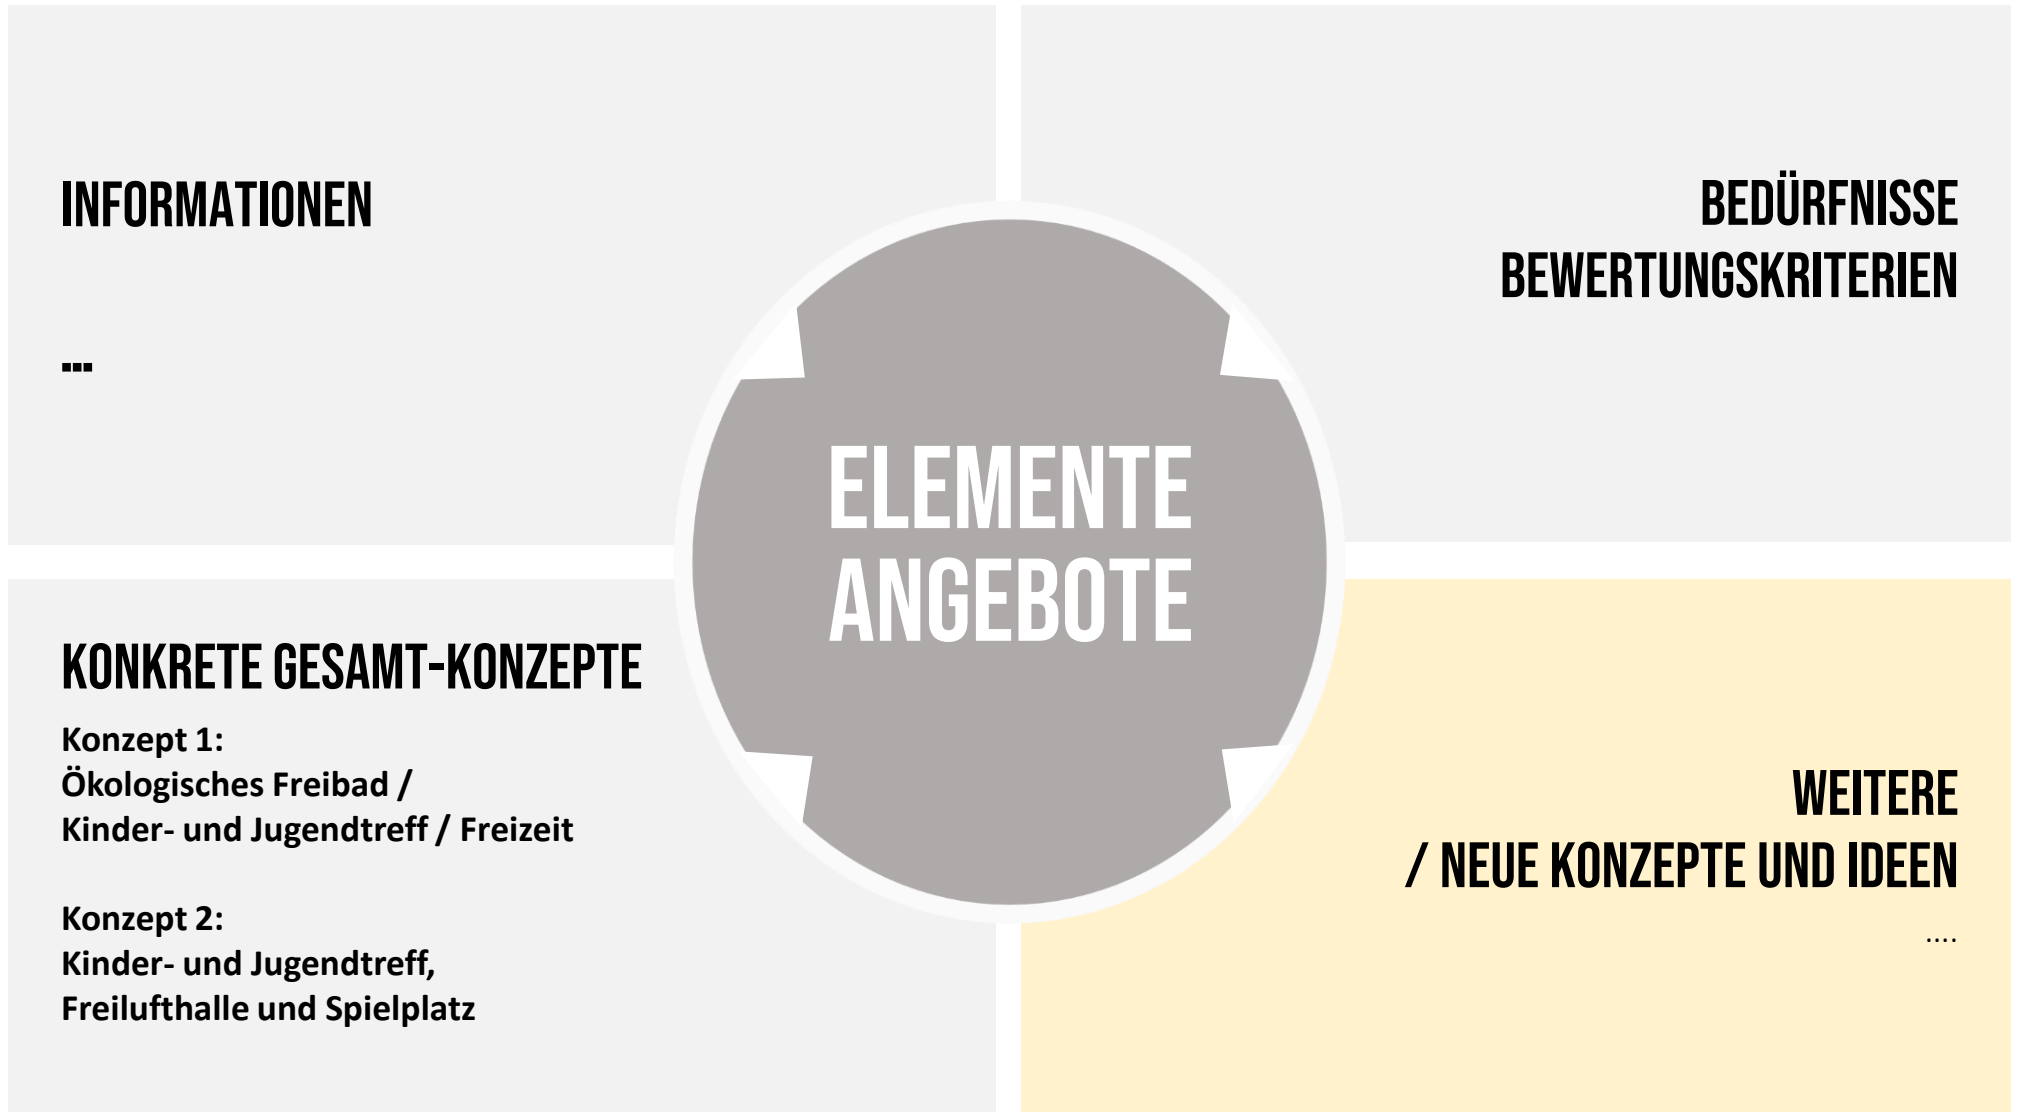 INFORMATIONEN
...
BEDÜRFNISSE
BEWERTUNGSKRITERIEN
ELEMENTE
ANGEBOTE
KONKRETE GESAMT-KONZEPTE
Konzept 1:
Ökologisches Freibad /
Kinder- und Jugendtreff / Freizeit
Konzept 2:
Kinder- und Jugendtreff,
Freilufthalle und Spielplatz
WEITERE
/ NEUE KONZEPTE UND IDEEN
....